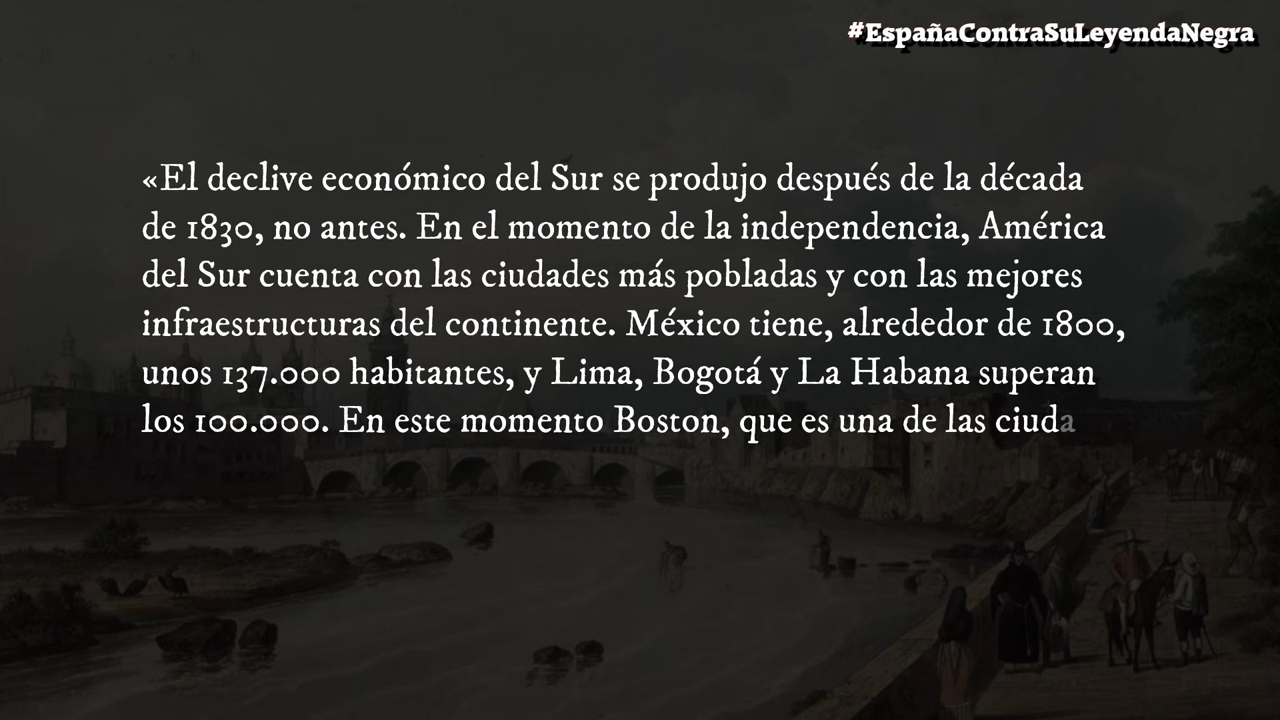 #EspañaContraSuLeyendaNegra
«El declive económico del Sur se produjo después de la década
de 1830, no antes. En el momento de la independencia, América
del Sur cuenta con las ciudades más pobladas y con las mejores
infraestructuras del continente. México tiene, alrededor de 1800,
unos 137.000 habitantes, y Lima, Bogotá y La Habana superan
los 100.000. En este momento Boston, que es una de las ciuda